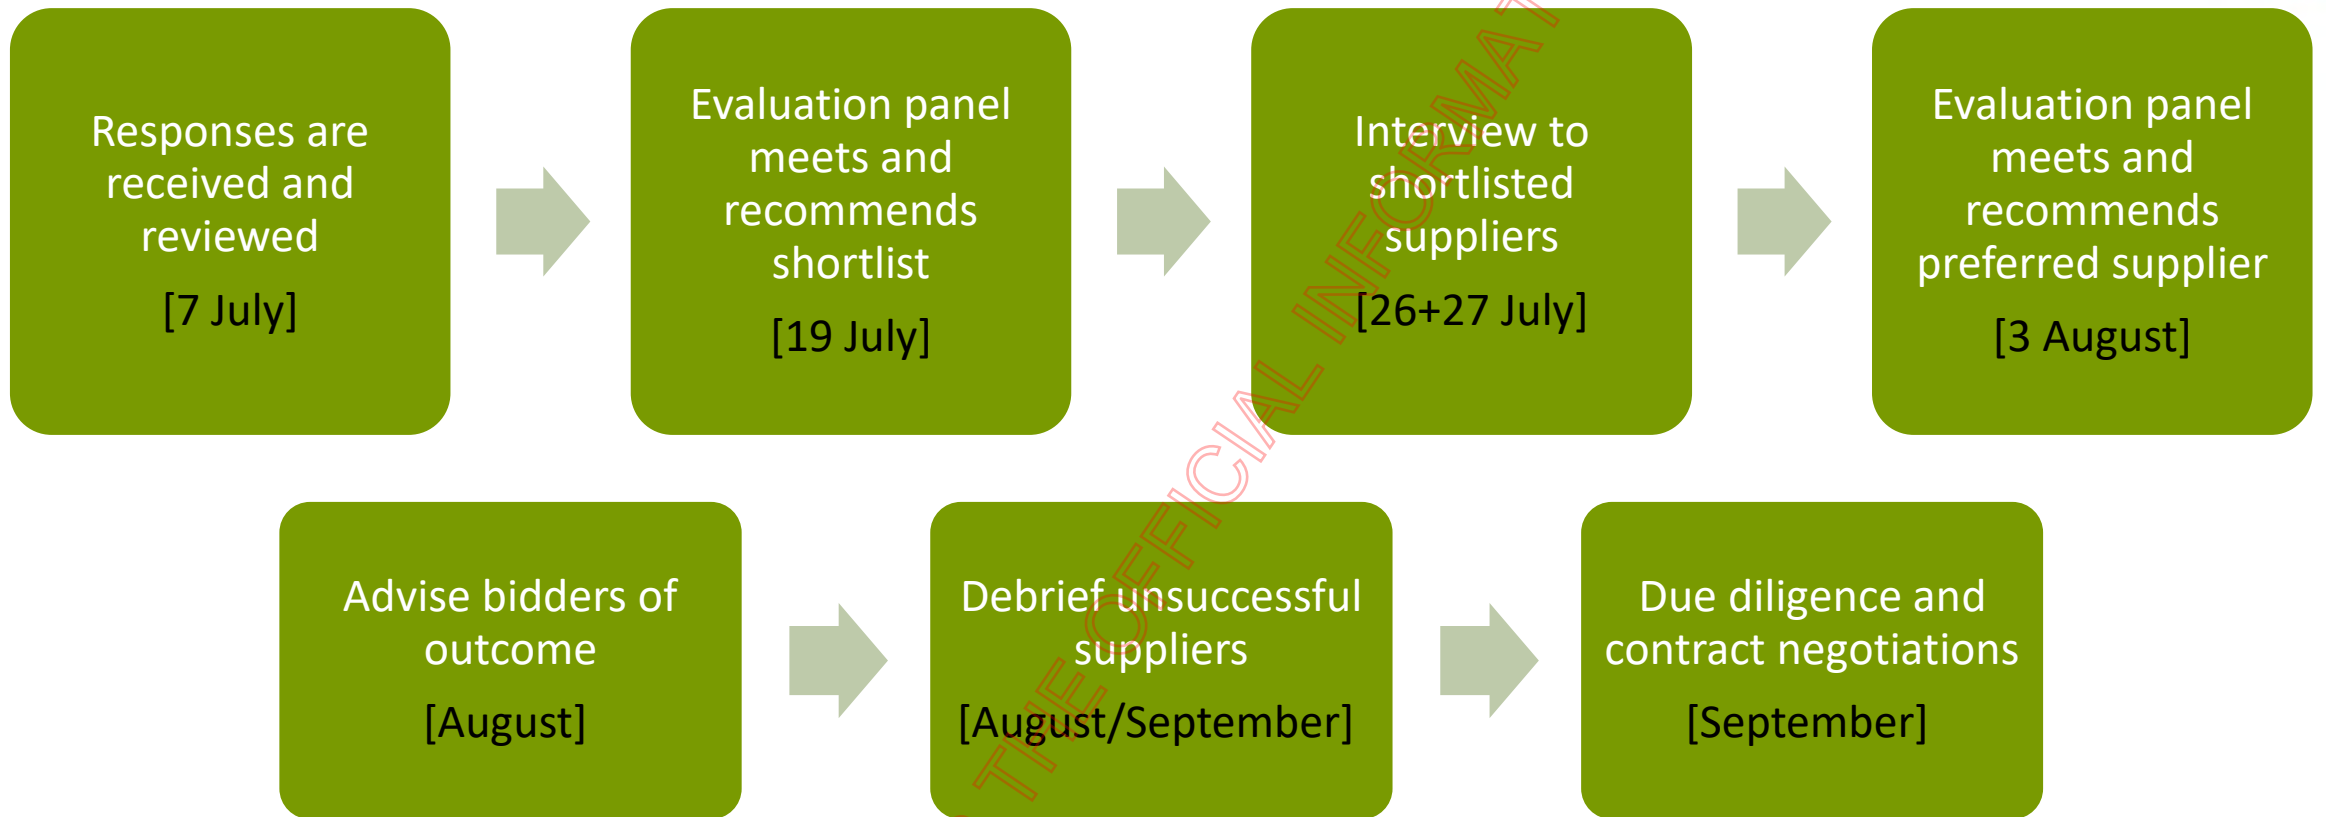 Responses are
received and
reviewed
[7 July]
Evaluation panel
meets and
recommends
shortlist
[19 July]
Interview to
shortlisted
suppliers
[26+27 July]
Evaluation panel
meets and
recommends
preferred supplier
[3 August]
Advise bidders of
outcome
[August]
Debrief unsuccessful
suppliers
[August/September]
Due diligence and
contract negotiations
[September]
THE OFFICIAL INFORMAT